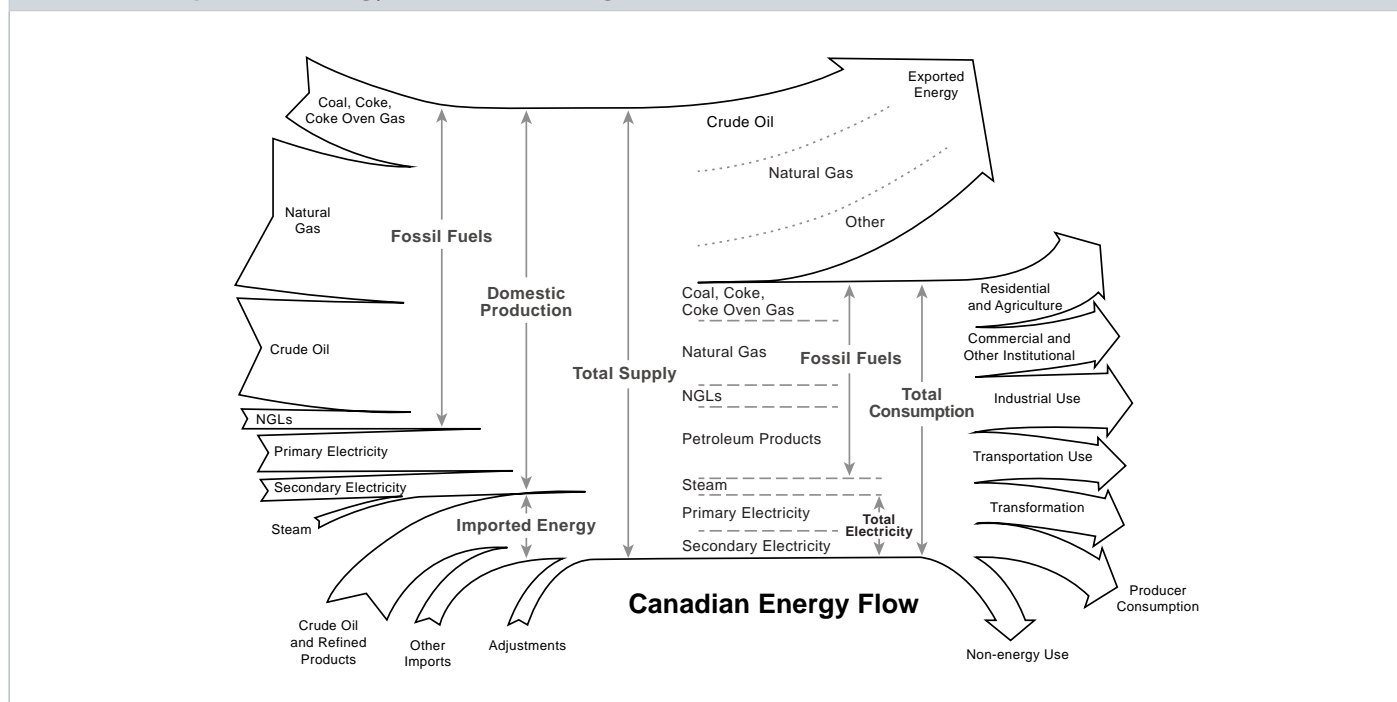 Exported
Energy
Coal, Coke,
Coke Oven Gas
Crude Oil
Natural Gas
Natural
Gas
Other
Fossil Fuels
Domestic
Production
Residential
and Agriculture
Coal, Coke,
Coke Oven Gas
Commercial and
Other Institutional
Crude Oil
Natural Gas
Fossil Fuels
Total Supply
NGLs
Total
Consumption
Industrial Use
NGLs
Petroleum Products
Primary Electricity
Transportation Use
Secondary Electricity
Steam
Steam
Imported Energy
Primary Electricity
Total
Electricity
Transformation
Secondary Electricity
Canadian Energy Flow
Producer
Consumption
Crude Oil
and Refined
Products
Other
Imports
Adjustments
Non-energy Use